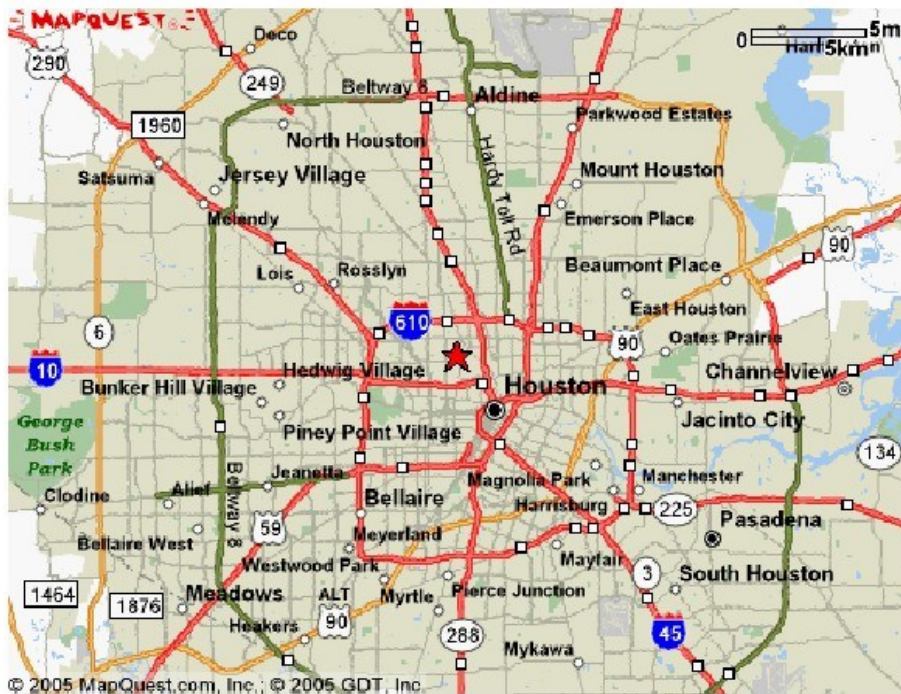 MAPQUEST
0 5m
5km
Deco
290
249
Beltway 8
Aldine
1960
North Houston
Parkwood Estates
Hardy Toll Rd
Satsuma
Jersey Village
Mount Houston
Mclendy
Emerson Place
90
Lois
Rosslyn
Beaumont Place
East Houston
6
610
90
Oates Prairie
10
Hedwig Village
Channelview
Bunker Hill Village
Houston
Jacinto City
George
Bush
Park
Piney Point Village
134
Beltway 8
Jeanetta
Magnolia Park
Manchester
Clodine
Alief
Bellaire
Harrisburg
225
59
Pasadena
Bellaire West
Meyerland
Mayfair
Westwood Park
3
South Houston
1464
1876
Meadows
ALT
90
Myrtle
Pierce Junction
Heakers
288
Mykawa
45
© 2005 MapQuest.com, Inc.; © 2005 GDT, Inc